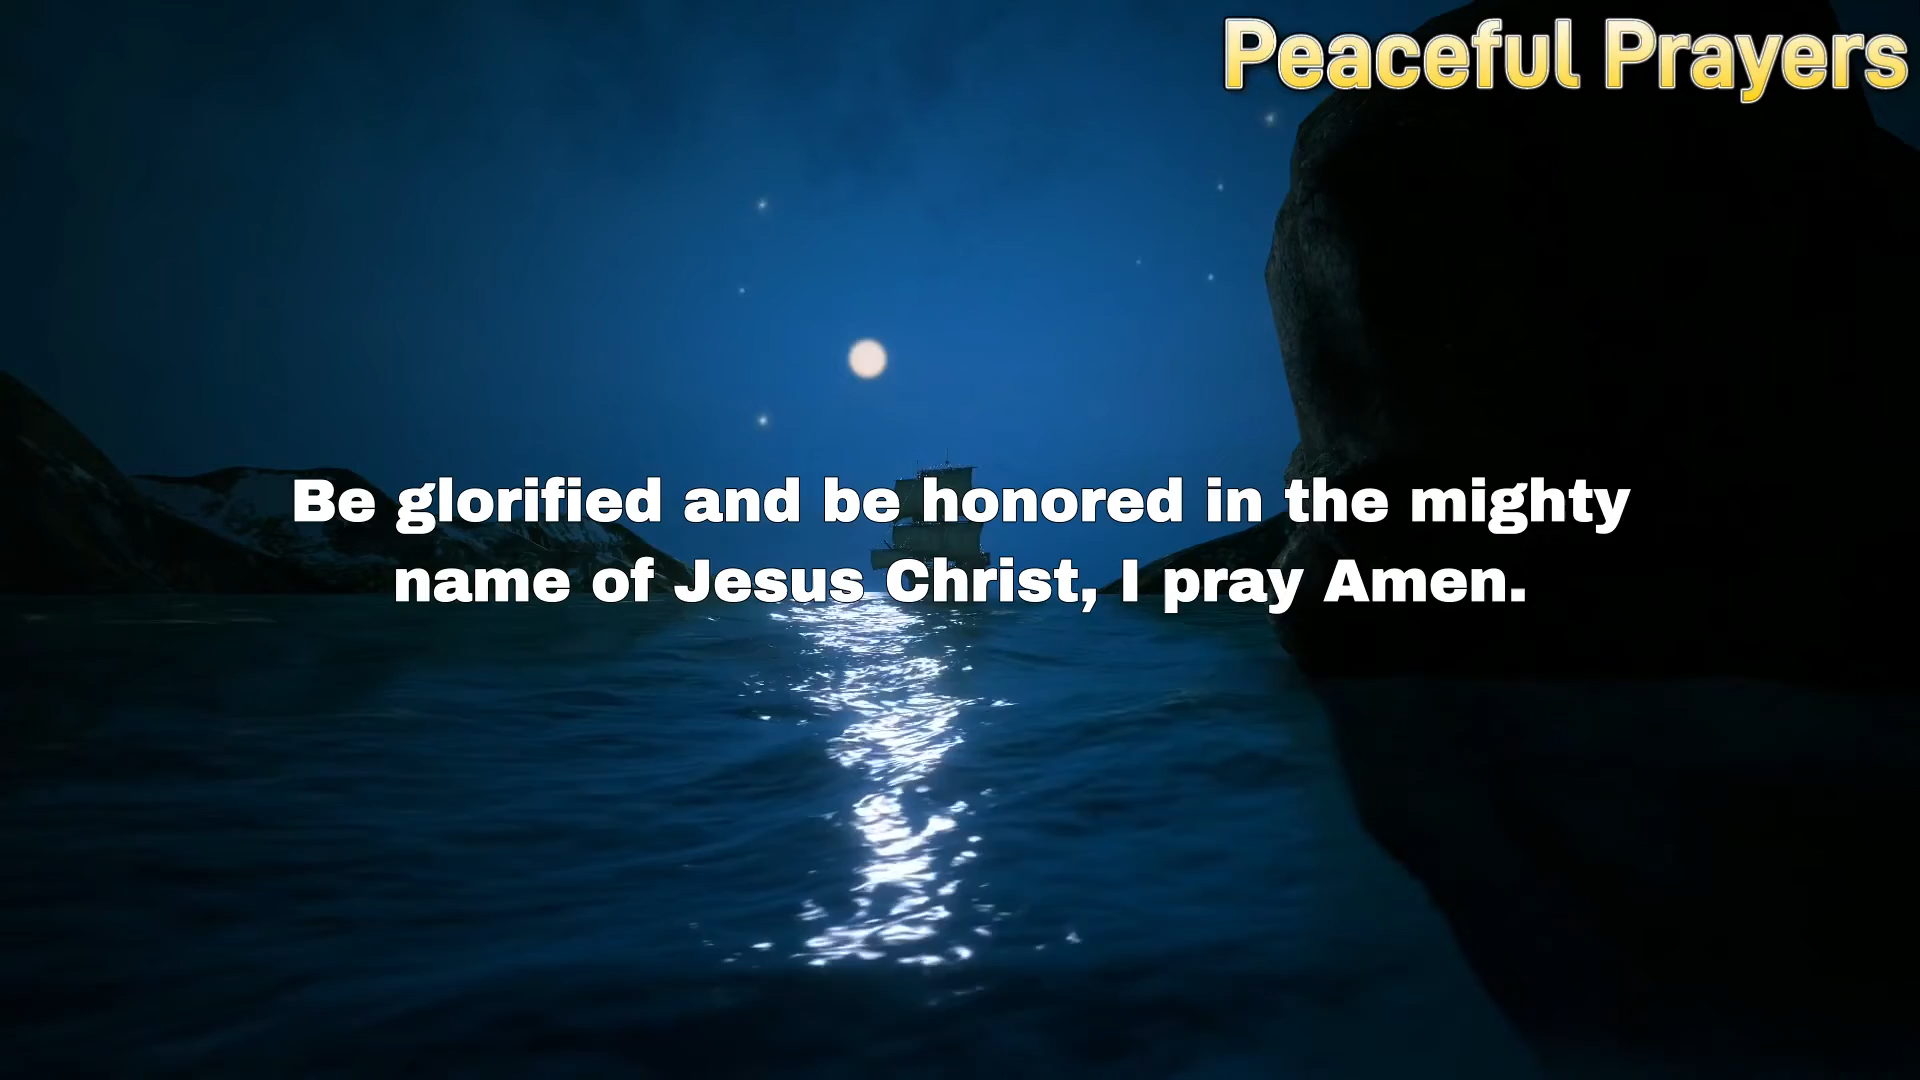 Peaceful Prayers
Be glorified and be honored in the mighty
name of Jesus Christ, I pray Amen.